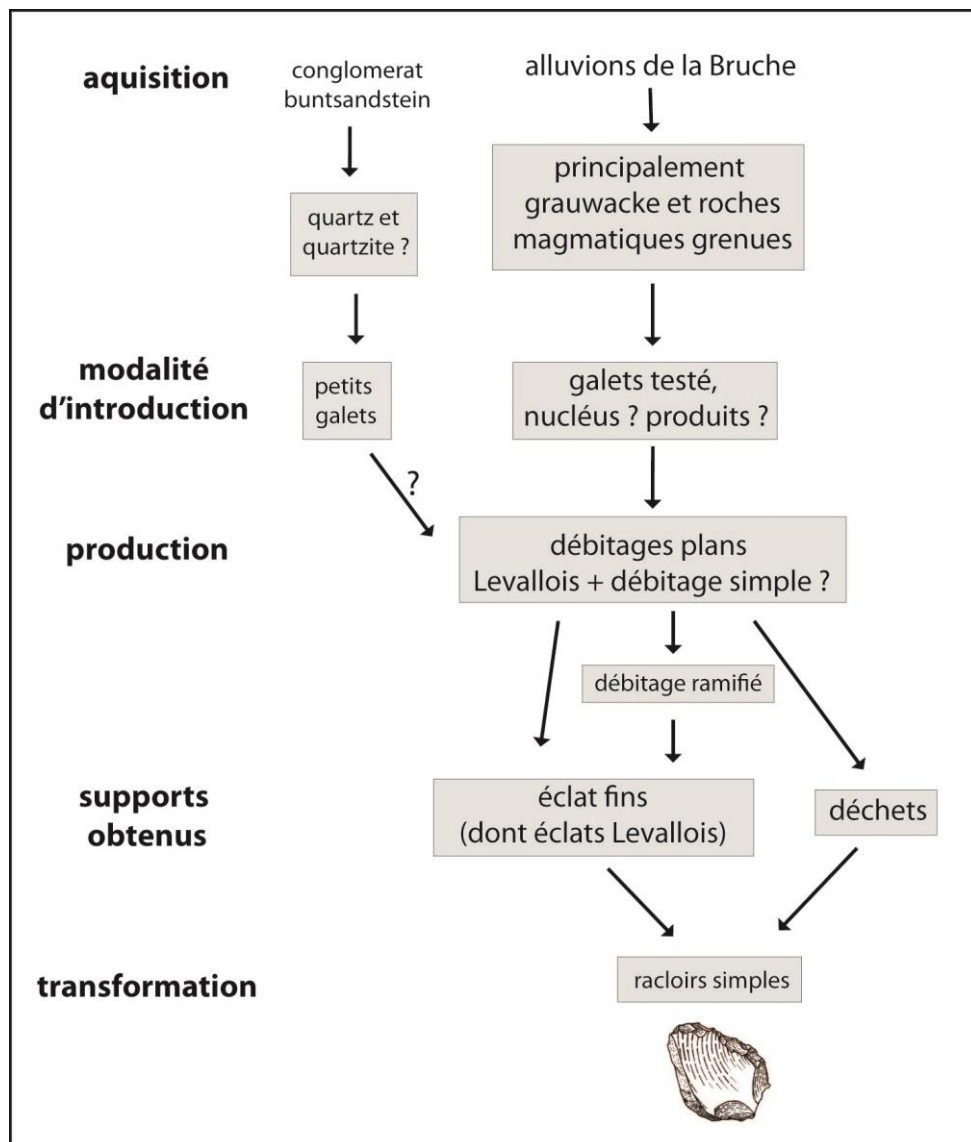 aquisition
conglomerat
buntsandstein
alluvions de la Bruche
quartz et
quartzite ?
principalement
grauwacke et roches
magmatiques grenues
modalité
d'introduction
petits
galets
galets testé,
nucléus ? produits ?
?
production
débitages plans
Levallois + débitage simple ?
débitage ramifié
supports
obtenus
éclat fins
(dont éclats Levallois)
déchets
transformation
racloirs simples